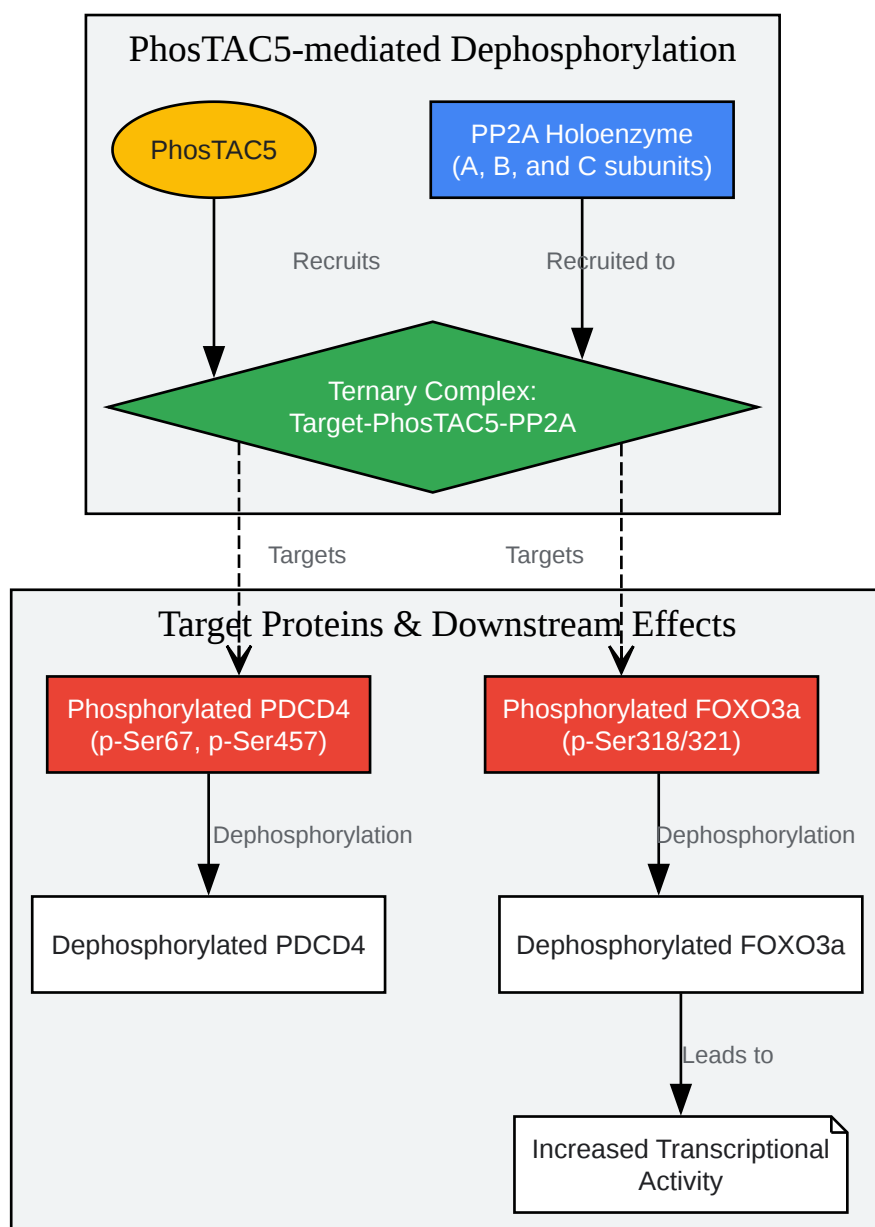 PhosTAC5-mediated Dephosphorylation
PhosTAC5
PP2A Holoenzyme
(A, B, and C subunits)
Recruits
Recruited to
Ternary Complex:
Target-PhosTAC5-PP2A
Targets
Targets
Target Proteins & Downstream Effects
Phosphorylated PDCD4
(p-Ser67, p-Ser457)
Phosphorylated FOXO3a
(p-Ser318/321)
Dephosphorylation
Dephosphorylation
Dephosphorylated PDCD4
Dephosphorylated FOXO3a
Leads to
Increased Transcriptional
Activity